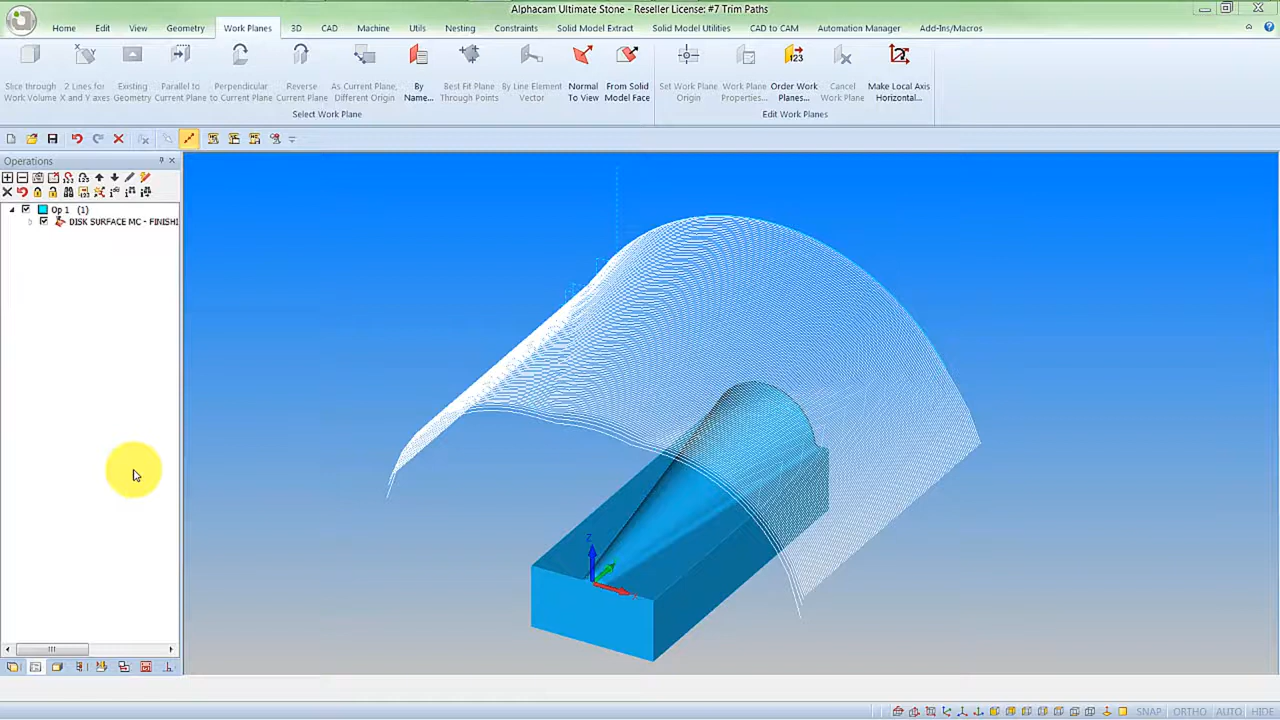 Alphacam Ultimate Stone - Reseller License: #7 Trim Paths
Home Edit View Geometry Work Planes 3D CAD Machine Utils Nesting Constraints Solid Model Extract Solid Model Utilities CAD to CAM Automation Manager Add-Ins/Macros
Slice through Work Volume
2 Lines for X and Y axes
Existing Geometry
Parallel to Current Plane
Perpendicular to Current Plane
Reverse Current Plane
As Current Plane, Different Origin
By Name...
Best Fit Plane Through Points
By Line Element Vector
Normal To View
From Solid Model Face
Set Work Plane Origin
Work Plane Properties...
123
Order Work Planes...
Cancel Work Plane
Make Local Axis Horizontal...
Select Work Plane
Edit Work Planes
Operations
Op 1 (1)
DISK SURFACE MC - FINISHI
Z
X
SNAP ORTHO AUTO HIDE